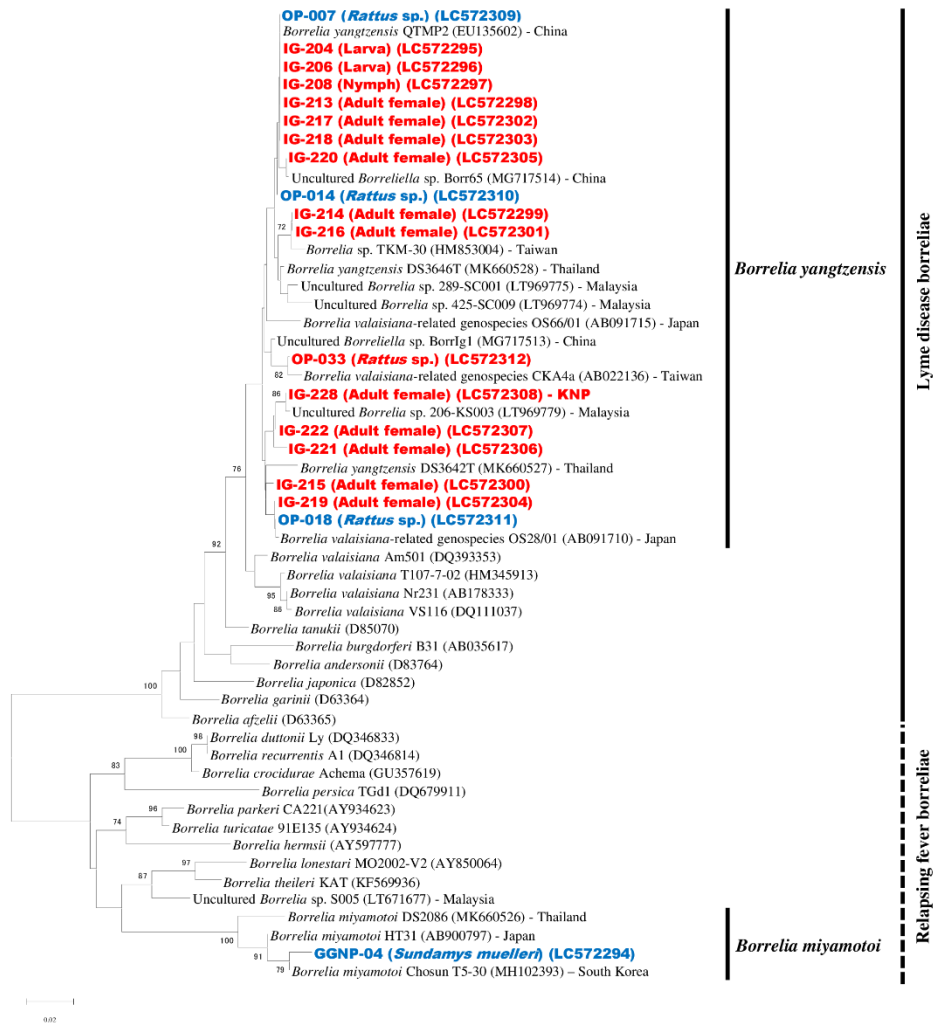 OP-007 (Rattus sp.) (LC572309)
Borrelia yangtzensis QTMP2 (EU135602) - China
IG-204 (Larva) (LC572295)
IG-206 (Larva) (LC572296)
IG-208 (Nymph) (LC572297)
IG-213 (Adult female) (LC572298)
IG-217 (Adult female) (LC572302)
IG-218 (Adult female) (LC572303)
IG-220 (Adult female) (LC572305)
Uncultured Borreliella sp. Borr65 (MG717514) - China
OP-014 (Rattus sp.) (LC572310)
IG-214 (Adult female) (LC572299)
72
IG-216 (Adult female) (LC572301)
Borrelia sp. TKM-30 (HM853004) - Taiwan
Borrelia yangtzensis DS3646T (MK660528) - Thailand
Borrelia yangtzensis
Uncultured Borrelia sp. 289-SC001 (LT969775) - Malaysia
Uncultured Borrelia sp. 425-SC009 (LT969774) - Malaysia
Borrelia valaisiana-related genospecies OS66/01 (AB091715) - Japan
Uncultured Borreliella sp. BorrIg1 (MG717513) - China
OP-033 (Rattus sp.) (LC572312)
82
Borrelia valaisiana-related genospecies CKA4a (AB022136) - Taiwan
86
IG-228 (Adult female) (LC572308) - KNP
Uncultured Borrelia sp. 206-KS003 (LT969779) - Malaysia
IG-222 (Adult female) (LC572307)
IG-221 (Adult female) (LC572306)
Borrelia yangtzensis DS3642T (MK660527) - Thailand
76
IG-215 (Adult female) (LC572300)
IG-219 (Adult female) (LC572304)
OP-018 (Rattus sp.) (LC572311)
Borrelia valaisiana-related genospecies OS28/01 (AB091710) - Japan
92
Borrelia valaisiana Am501 (DQ393353)
Borrelia valaisiana T107-7-02 (HM345913)
95
Borrelia valaisiana Nr231 (AB178333)
88
Borrelia valaisiana VS116 (DQ111037)
Borrelia tanukii (D85070)
Borrelia burgdorferi B31 (AB035617)
Borrelia andersonii (D83764)
Borrelia japonica (D82852)
100
Borrelia garinii (D63364)
Borrelia afzelii (D63365)
Lyme disease borreliae
98
Borrelia duttonii Ly (DQ346833)
100
Borrelia recurrentis A1 (DQ346814)
83
Borrelia crocidurae Achema (GU357619)
Borrelia persica TGd1 (DQ679911)
96
Borrelia parkeri CA221(AY934623)
74
Borrelia turicatae 91E135 (AY934624)
Borrelia hermsii (AY597777)
97
Borrelia lonestari MO2002-V2 (AY850064)
87
Borrelia theileri KAT (KF569936)
Uncultured Borrelia sp. S005 (LT671677) - Malaysia
Borrelia miyamotoi DS2086 (MK660526) - Thailand
100
Borrelia miyamotoi HT31 (AB900797) - Japan
91
GGNP-04 (Sundamys muelleri) (LC572294)
79
Borrelia miyamotoi Chosun T5-30 (MH102393) – South Korea
Borrelia miyamotoi
Relapsing fever borreliae
0.02